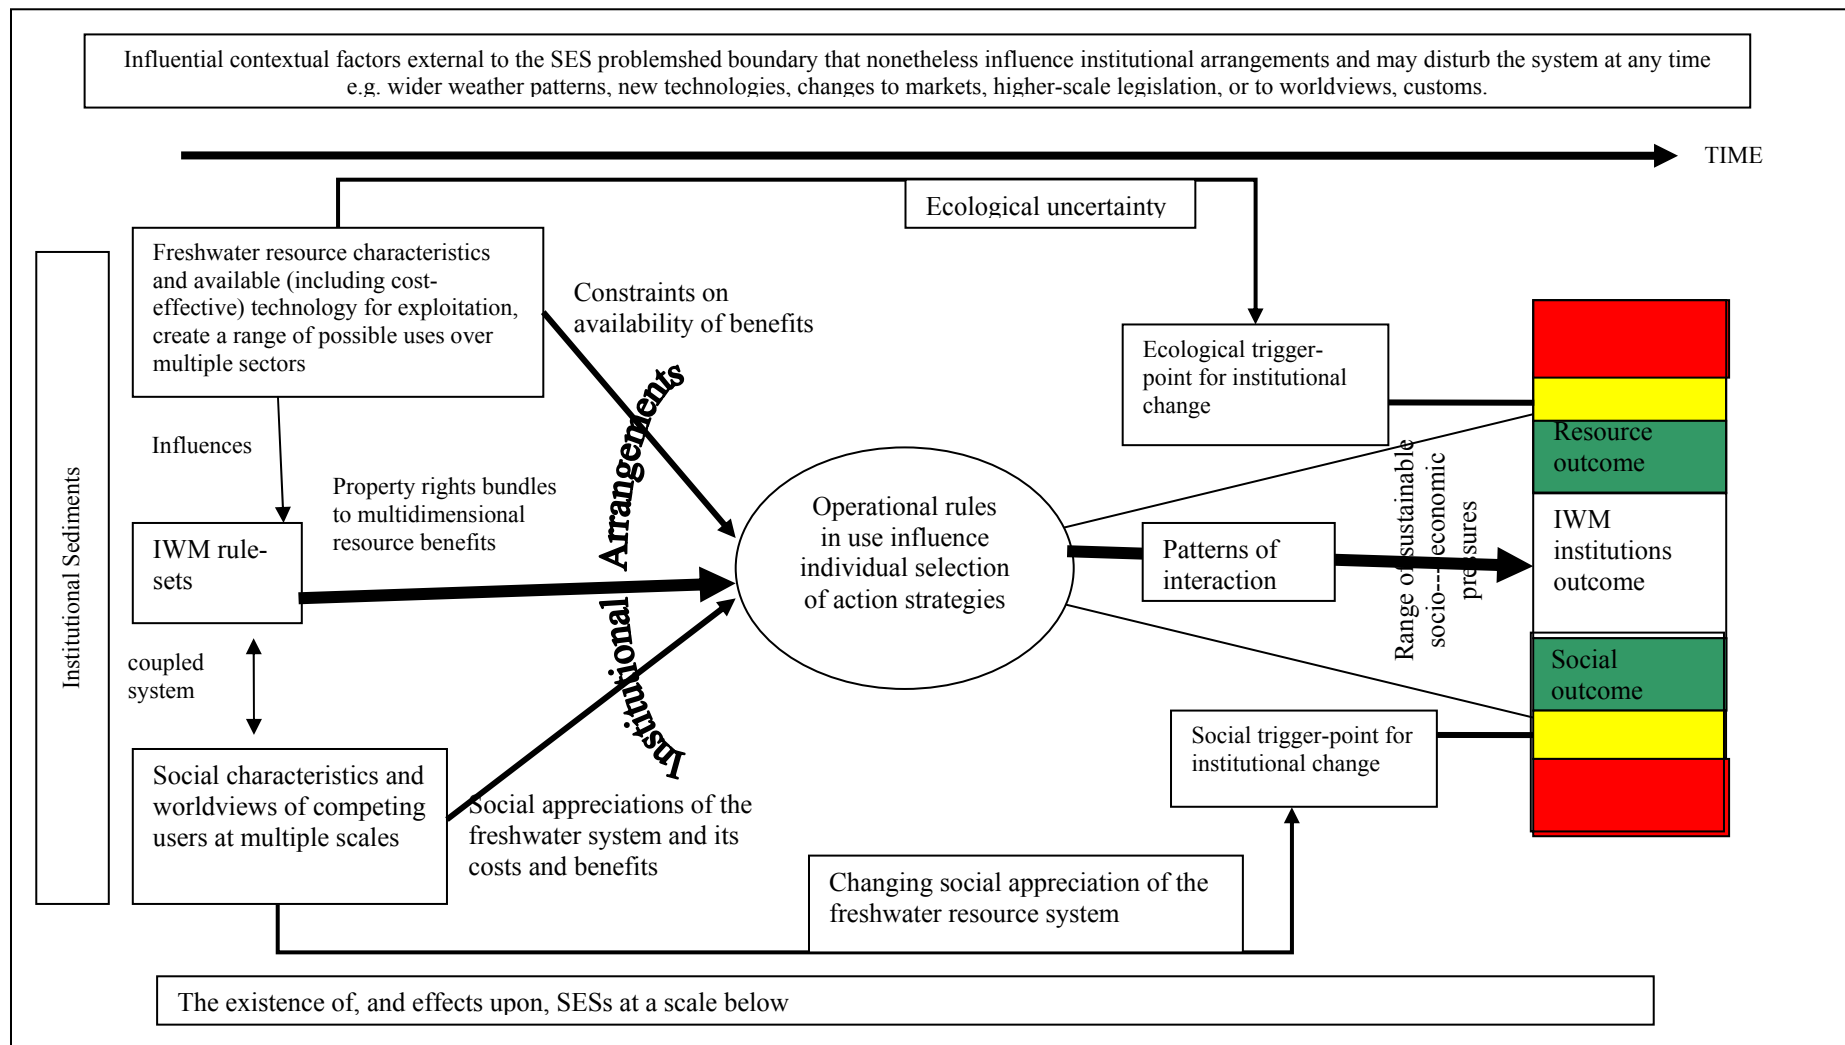 Influential contextual factors external to the SES problemshed boundary that nonetheless influence institutional arrangements and may disturb the system at any time
e.g. wider weather patterns, new technologies, changes to markets, higher-scale legislation, or to worldviews, customs.
TIME
Ecological uncertainty
Institutional Sediments
Freshwater resource characteristics
and available (including cost-
effective) technology for exploitation,
create a range of possible uses over
multiple sectors
Constraints on
availability of benefits
Influences
Property rights bundles
to multidimensional
resource benefits
IWM rule-
sets
coupled
system
Social characteristics and
worldviews of competing
users at multiple scales
Institutional Arrangements
Social appreciations of the
freshwater system and its
costs and benefits
Operational rules
in use influence
individual selection
of action strategies
Ecological trigger-
point for institutional
change
Patterns of
interaction
Range of sustainable
socio----economic
pressures
Resource
outcome
IWM
institutions
outcome
Social
outcome
Social trigger-point for
institutional change
Changing social appreciation of the
freshwater resource system
The existence of, and effects upon, SESs at a scale below